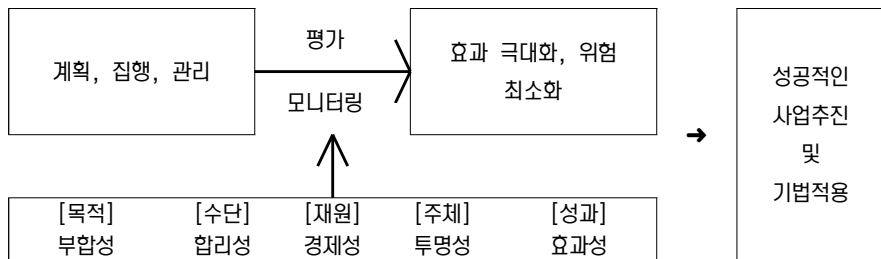 계획, 집행, 관리
평가
모니터링
효과 극대화, 위험
최소화
[목적] [수단] [재원] [주체] [성과]
부합성 합리성 경제성 투명성 효과성
성공적인
사업추진
및
기법적용